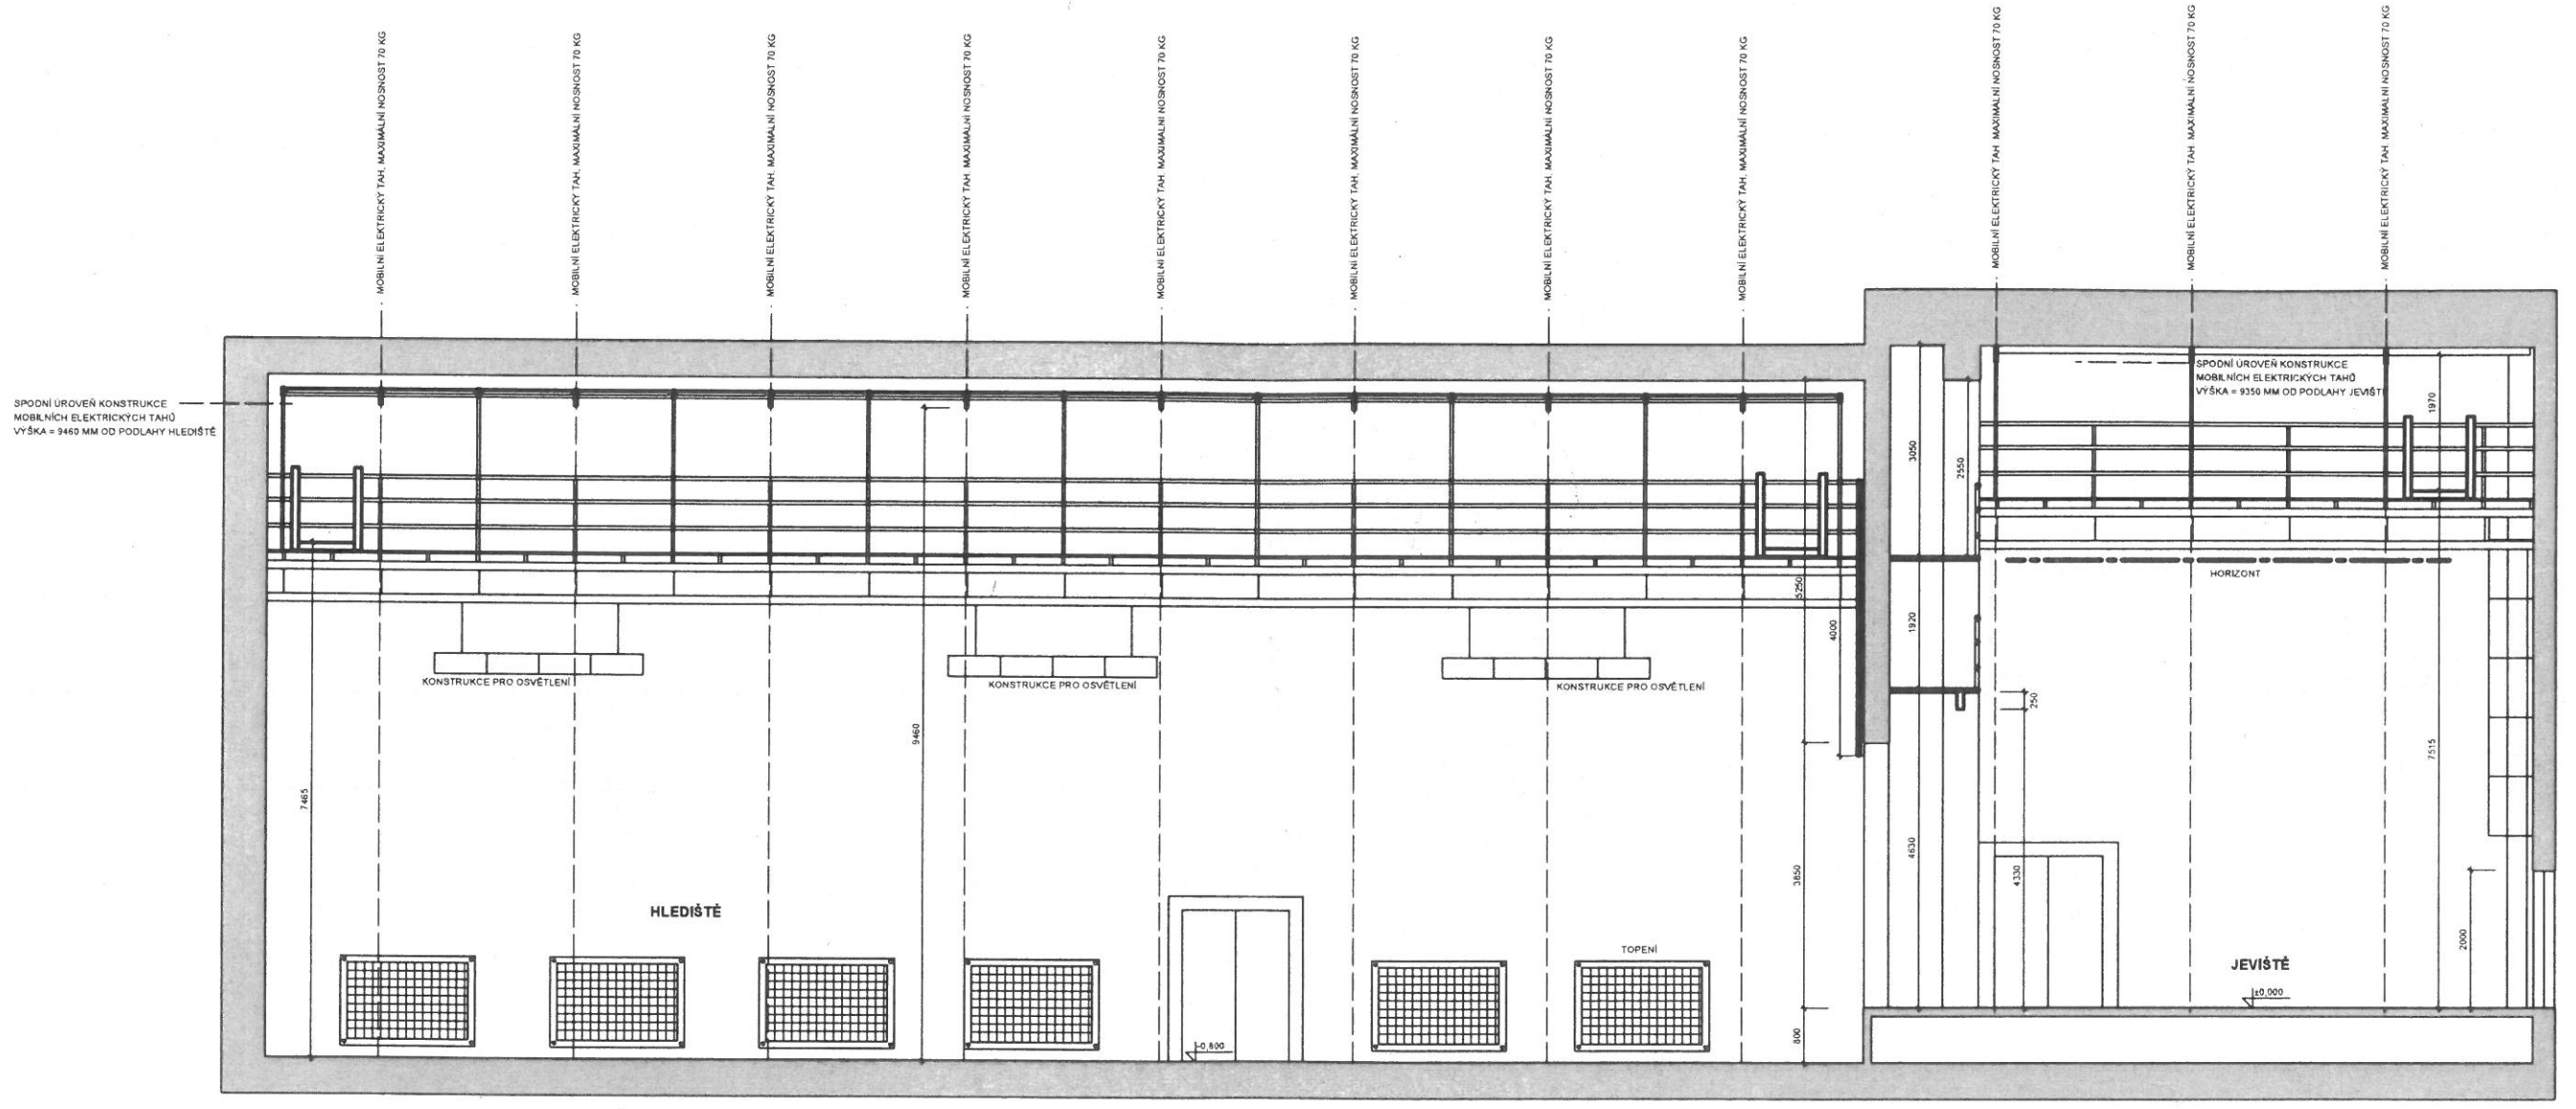 MOBILNÍ ELEKTRICKÝ TAH, MAXIMÁLNÍ NOSNOST 70 KG
MOBILNÍ ELEKTRICKÝ TAH, MAXIMÁLNÍ NOSNOST 70 KG
MOBILNÍ ELEKTRICKÝ TAH, MAXIMÁLNÍ NOSNOST 70 KG
MOBILNÍ ELEKTRICKÝ TAH, MAXIMÁLNÍ NOSNOST 70 KG
MOBILNÍ ELEKTRICKÝ TAH, MAXIMÁLNÍ NOSNOST 70 KG
MOBILNÍ ELEKTRICKÝ TAH, MAXIMÁLNÍ NOSNOST 70 KG
MOBILNÍ ELEKTRICKÝ TAH, MAXIMÁLNÍ NOSNOST 70 KG
MOBILNÍ ELEKTRICKÝ TAH, MAXIMÁLNÍ NOSNOST 70 KG
MOBILNÍ ELEKTRICKÝ TAH, MAXIMÁLNÍ NOSNOST 70 KG
MOBILNÍ ELEKTRICKÝ TAH, MAXIMÁLNÍ NOSNOST 70 KG
MOBILNÍ ELEKTRICKÝ TAH, MAXIMÁLNÍ NOSNOST 70 KG
SPODNÍ ÚROVEŇ KONSTRUKCE
MOBILNÍCH ELEKTRICKÝCH TAHŮ
VÝŠKA = 9460 MM OD PODLAHY HLEDIŠTĚ
SPODNÍ ÚROVEŇ KONSTRUKCE
MOBILNÍCH ELEKTRICKÝCH TAHŮ
VÝŠKA = 9350 MM OD PODLAHY JEVIŠTĚ
1970
3050
2550
HORIZONT
5250
4000
1920
KONSTRUKCE PRO OSVĚTLENÍ
KONSTRUKCE PRO OSVĚTLENÍ
KONSTRUKCE PRO OSVĚTLENÍ
250
9460
7515
7465
4630
4330
3850
HLEDIŠTĚ
TOPENÍ
2000
JEVIŠTĚ
±0,000
-0,800
800